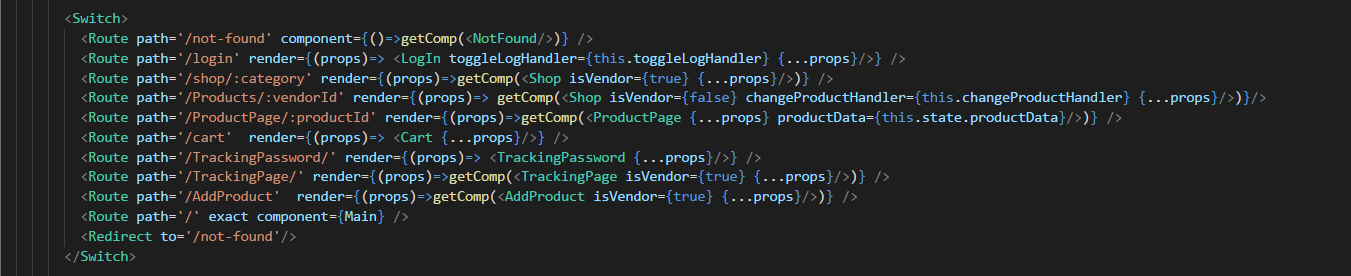 <Switch>
<Route path='/not-found' component={()=>getComp(<NotFound/>)} />
<Route path='/login' render={(props)=> <LogIn toggleLogHandler={this.toggleLogHandler} {...props}/>} />
<Route path='/shop/:category' render={(props)=>getComp(<Shop isVendor={true} {...props}/>)} />
<Route path='/Products/:vendorId' render={(props)=> getComp(<Shop isVendor={false} changeProductHandler={this.changeProductHandler} {...props}/>)}/>
<Route path='/ProductPage/:productId' render={(props)=>getComp(<ProductPage {...props} productData={this.state.productData}/>)} />
<Route path='/cart'  render={(props)=> <Cart {...props}/>} />
<Route path='/TrackingPassword/' render={(props)=> <TrackingPassword {...props}/>} />
<Route path='/TrackingPage/' render={(props)=>getComp(<TrackingPage isVendor={true} {...props}/>)} />
<Route path='/AddProduct'  render={(props)=>getComp(<AddProduct isVendor={true} {...props}/>)} />
<Route path='/' exact component={Main} />
<Redirect to='/not-found'/>
</Switch>